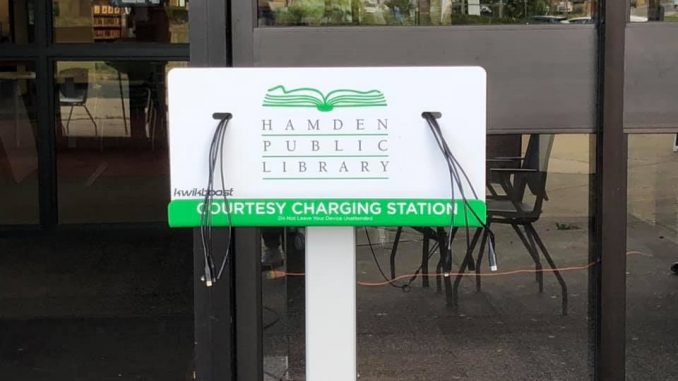 HAMDEN
PUBLIC
LIBRARY
kwikboost
COURTESY CHARGING STATION
Do Not Leave Your Device Unattended